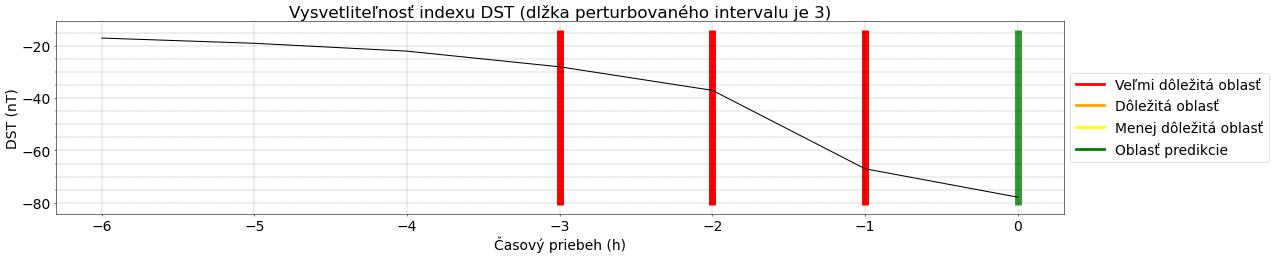 Vysvetliteľnosť indexu DST (dĺžka perturbovaného intervalu je 3)
DST (nT)
−20
−40
−60
−80
−6 −5 −4 −3 −2 −1 0
Časový priebeh (h)
Veľmi dôležitá oblasť
Dôležitá oblasť
Menej dôležitá oblasť
Oblasť predikcie